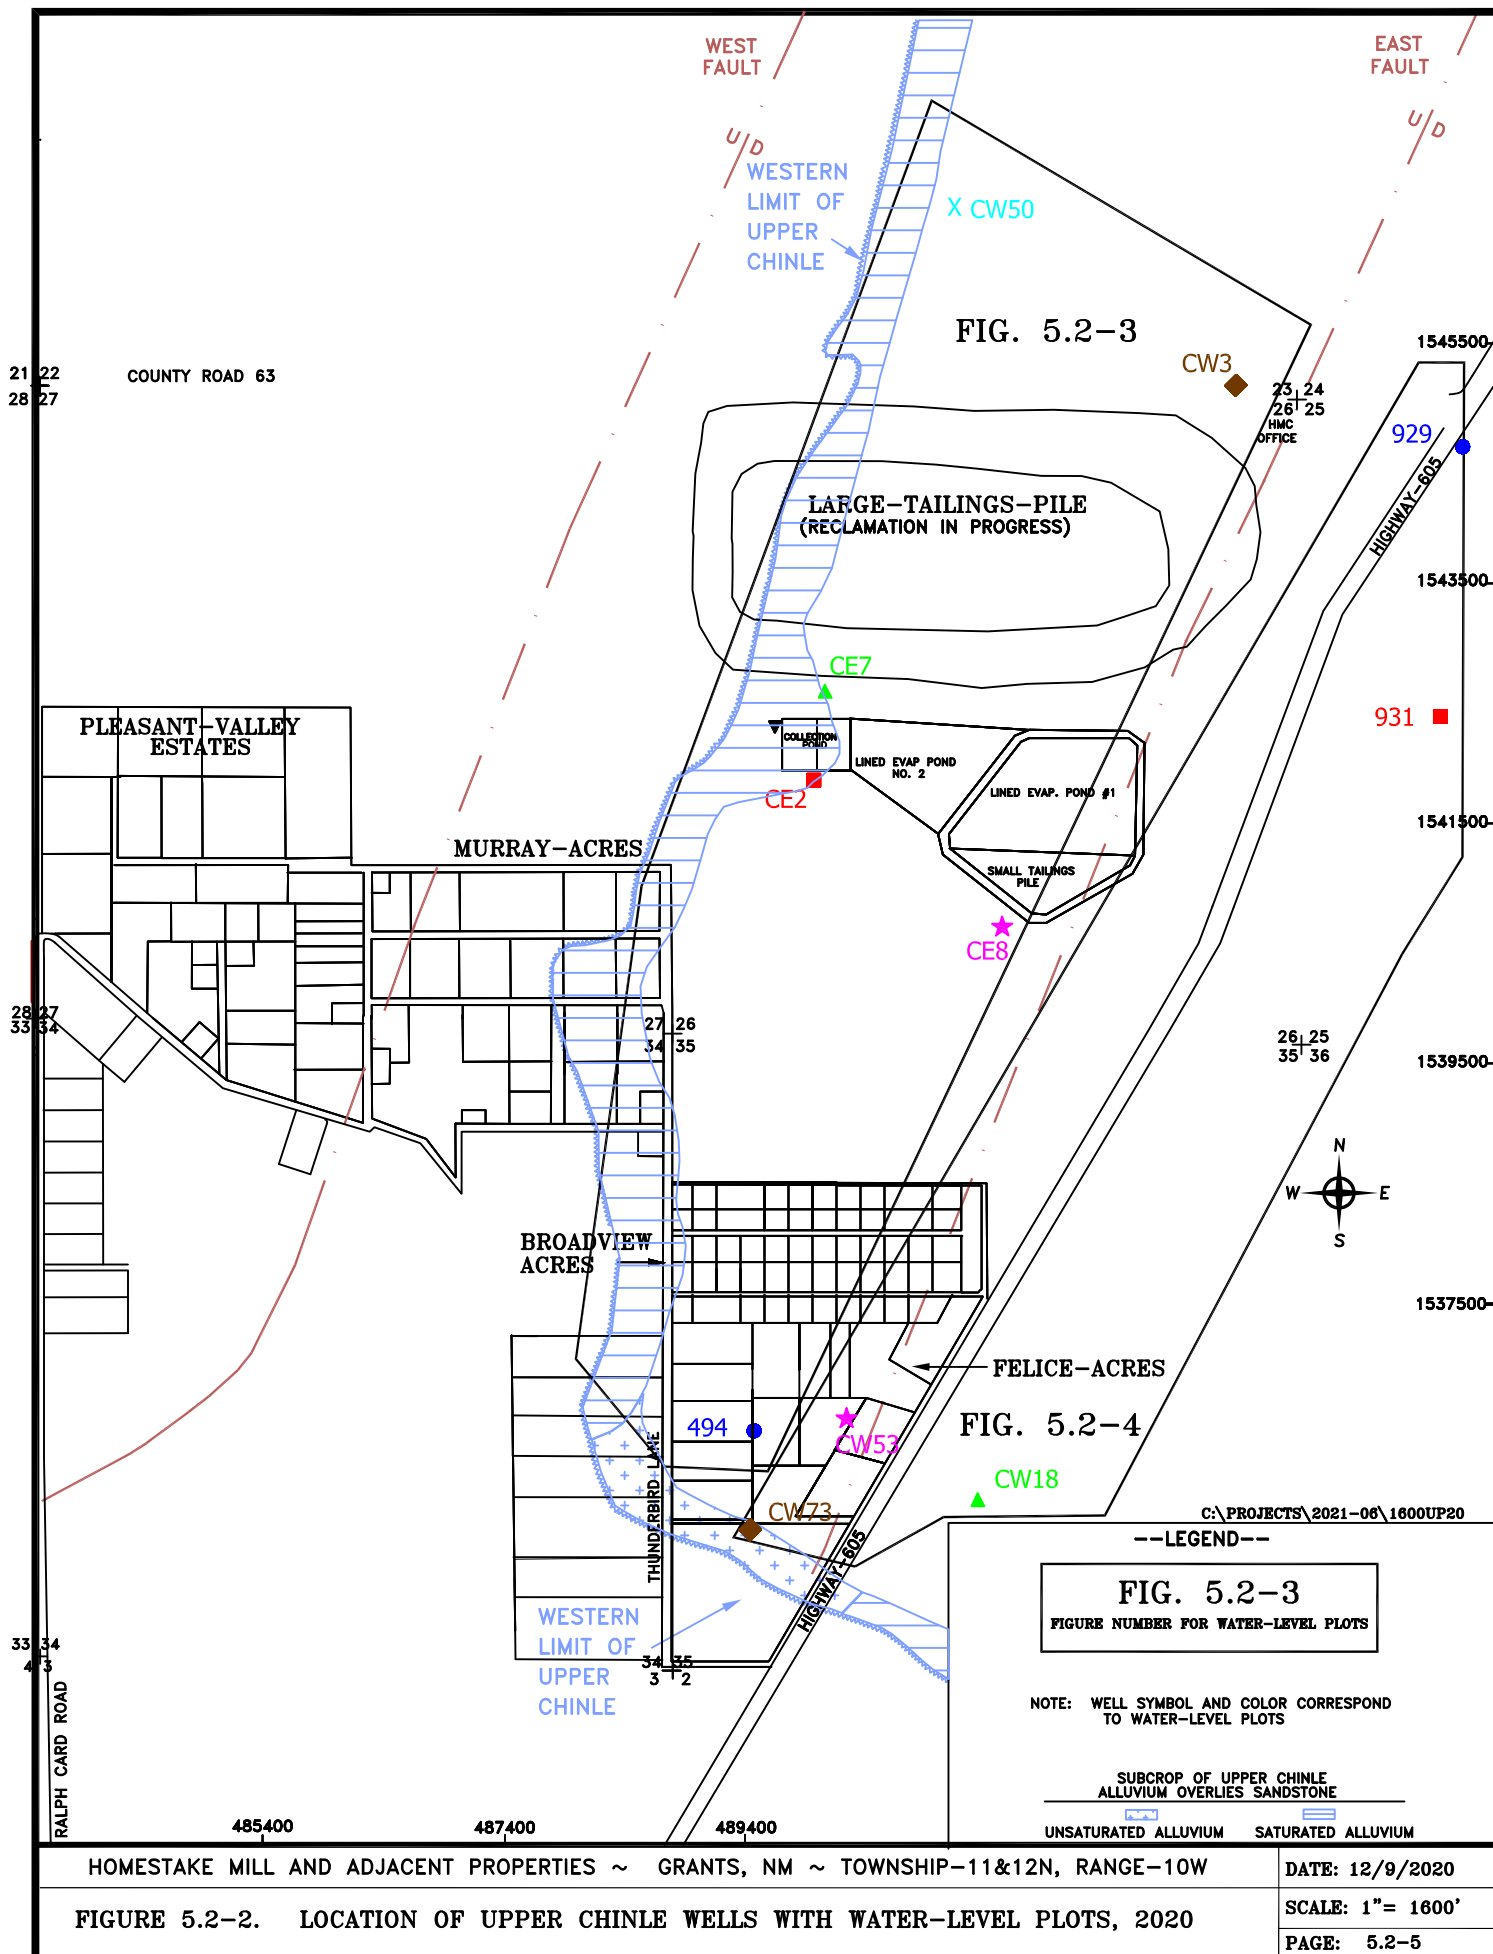 WEST
FAULT
EAST
FAULT
U/D
U/D
WESTERN
LIMIT OF
UPPER
CHINLE
X CW50
FIG. 5.2-3
1545500
CW3
21 22
28 27
COUNTY ROAD 63
23 24
26 25
HMC
OFFICE
929
HIGHWAY-605
LARGE-TAILINGS-PILE
(RECLAMATION IN PROGRESS)
1543500
CE7
931
PLEASANT-VALLEY
ESTATES
COLLECTION
POND
LINED EVAP POND
NO. 2
LINED EVAP. POND #1
CE2
1541500
MURRAY-ACRES
SMALL TAILINGS
PILE
CE8
28 27
33 34
27 26
34 35
26 25
35 36
1539500
N
W E
S
BROADVIEW
ACRES
1537500
FELICE-ACRES
494
CW53
FIG. 5.2-4
THUNDERBIRD LANE
CW18
CW73
HIGHWAY-605
C:\PROJECTS\2021-06\1600UP20
--LEGEND--
FIG. 5.2-3
FIGURE NUMBER FOR WATER-LEVEL PLOTS
WESTERN
LIMIT OF
UPPER
CHINLE
33 34
4 3
34 35
3 2
RALPH CARD ROAD
NOTE: WELL SYMBOL AND COLOR CORRESPOND
TO WATER-LEVEL PLOTS
SUBCROP OF UPPER CHINLE
ALLUVIUM OVERLIES SANDSTONE
UNSATURATED ALLUVIUM SATURATED ALLUVIUM
485400 487400 489400
HOMESTAKE MILL AND ADJACENT PROPERTIES ~ GRANTS, NM ~ TOWNSHIP-11&12N, RANGE-10W
DATE: 12/9/2020
FIGURE 5.2-2. LOCATION OF UPPER CHINLE WELLS WITH WATER-LEVEL PLOTS, 2020
SCALE: 1"= 1600'
PAGE: 5.2-5